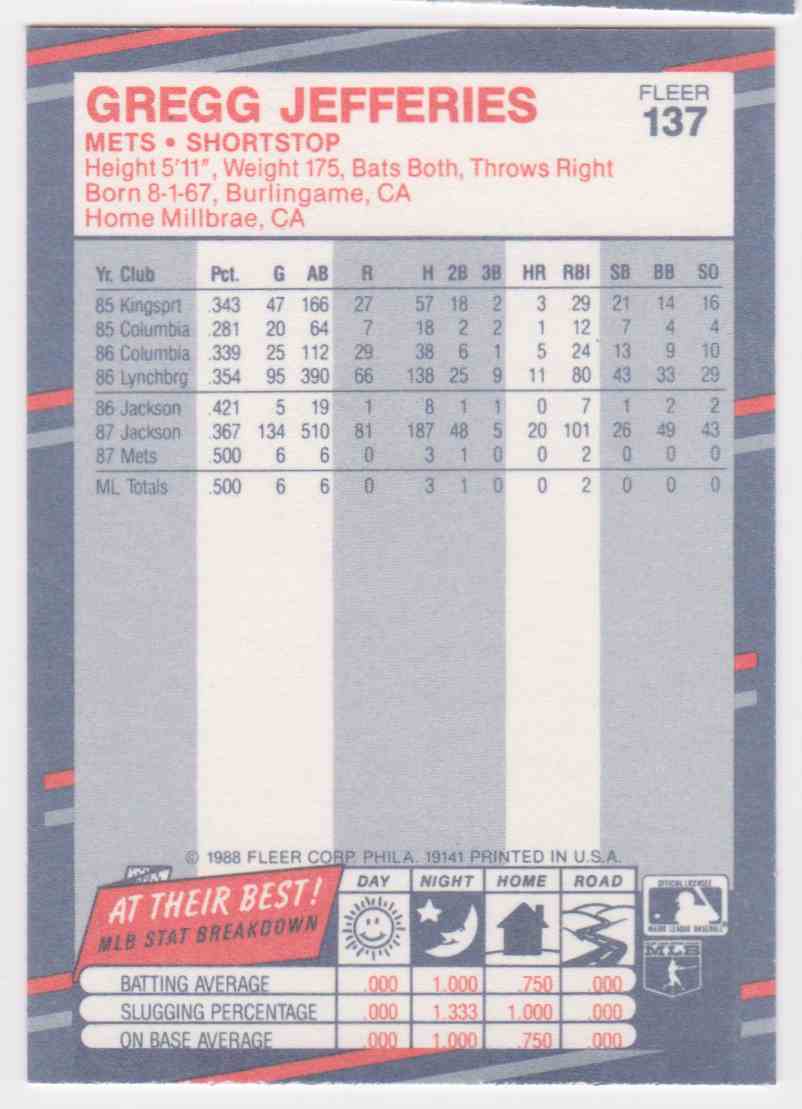 GREGG JEFFERIES
FLEER
137
METS • SHORTSTOP
Height 5'11", Weight 175, Bats Both, Throws Right
Born 8-1-67, Burlingame, CA
Home Millbrae, CA
Yr. Club Pct. G AB R H 2B 3B HR RBI SB BB SO
85 Kingsprt .343 47 166 27 57 18 2 3 29 21 14 16
85 Columbia .281 20 64 7 18 2 2 1 12 7 4 4
86 Columbia .339 25 112 29 38 6 1 5 24 13 9 10
86 Lynchbrg .354 95 390 66 138 25 9 11 80 43 33 29
86 Jackson .421 5 19 1 8 1 1 0 7 1 2 2
87 Jackson .367 134 510 81 187 48 5 20 101 26 49 43
87 Mets .500 6 6 0 3 1 0 0 2 0 0 0
ML Totals .500 6 6 0 3 1 0 0 2 0 0 0
© 1988 FLEER CORP. PHILA. 19141 PRINTED IN U.S.A.
AT THEIR BEST!
MLB STAT BREAKDOWN
DAY NIGHT HOME ROAD
OFFICIAL LICENSEE
MAJOR LEAGUE BASEBALL
MLB
BATTING AVERAGE .000 1.000 .750 .000
SLUGGING PERCENTAGE .000 1.333 1.000 .000
ON BASE AVERAGE .000 1.000 .750 .000